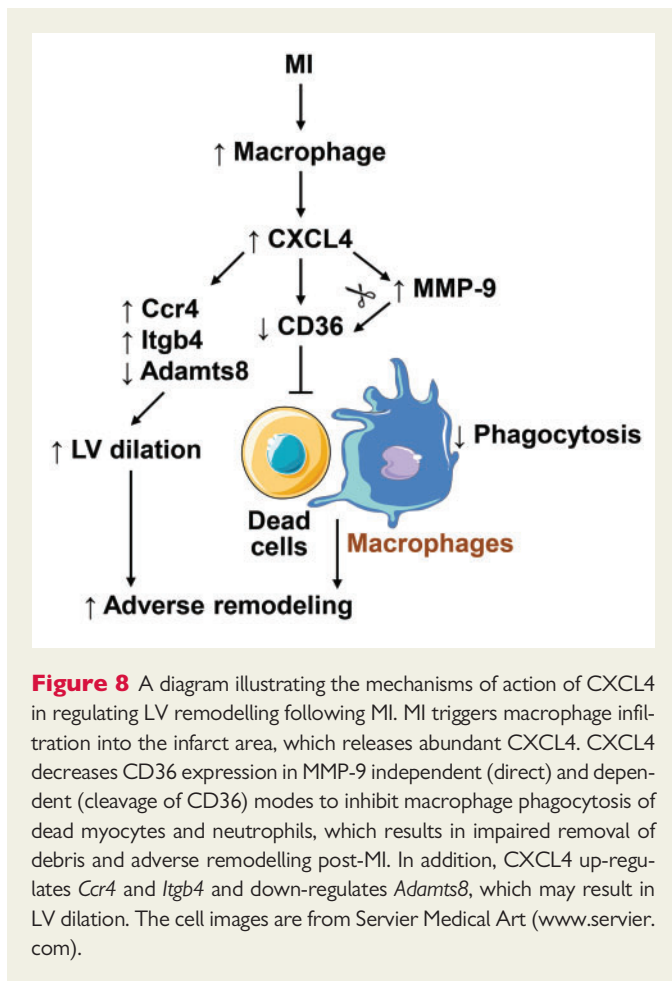 MI
↑ Macrophage
↑ CXCL4
↑ Ccr4
↑ Itgb4
↓ Adamts8
↓ CD36
↑ MMP-9
↑ LV dilation
Dead
cells
↓ Phagocytosis
Macrophages
↑ Adverse remodeling
Figure 8 A diagram illustrating the mechanisms of action of CXCL4
in regulating LV remodelling following MI. MI triggers macrophage infil-
tration into the infarct area, which releases abundant CXCL4. CXCL4
decreases CD36 expression in MMP-9 independent (direct) and depen-
dent (cleavage of CD36) modes to inhibit macrophage phagocytosis of
dead myocytes and neutrophils, which results in impaired removal of
debris and adverse remodelling post-MI. In addition, CXCL4 up-regu-
lates Ccr4 and Itgb4 and down-regulates Adamts8, which may result in
LV dilation. The cell images are from Servier Medical Art (www.servier.
com).